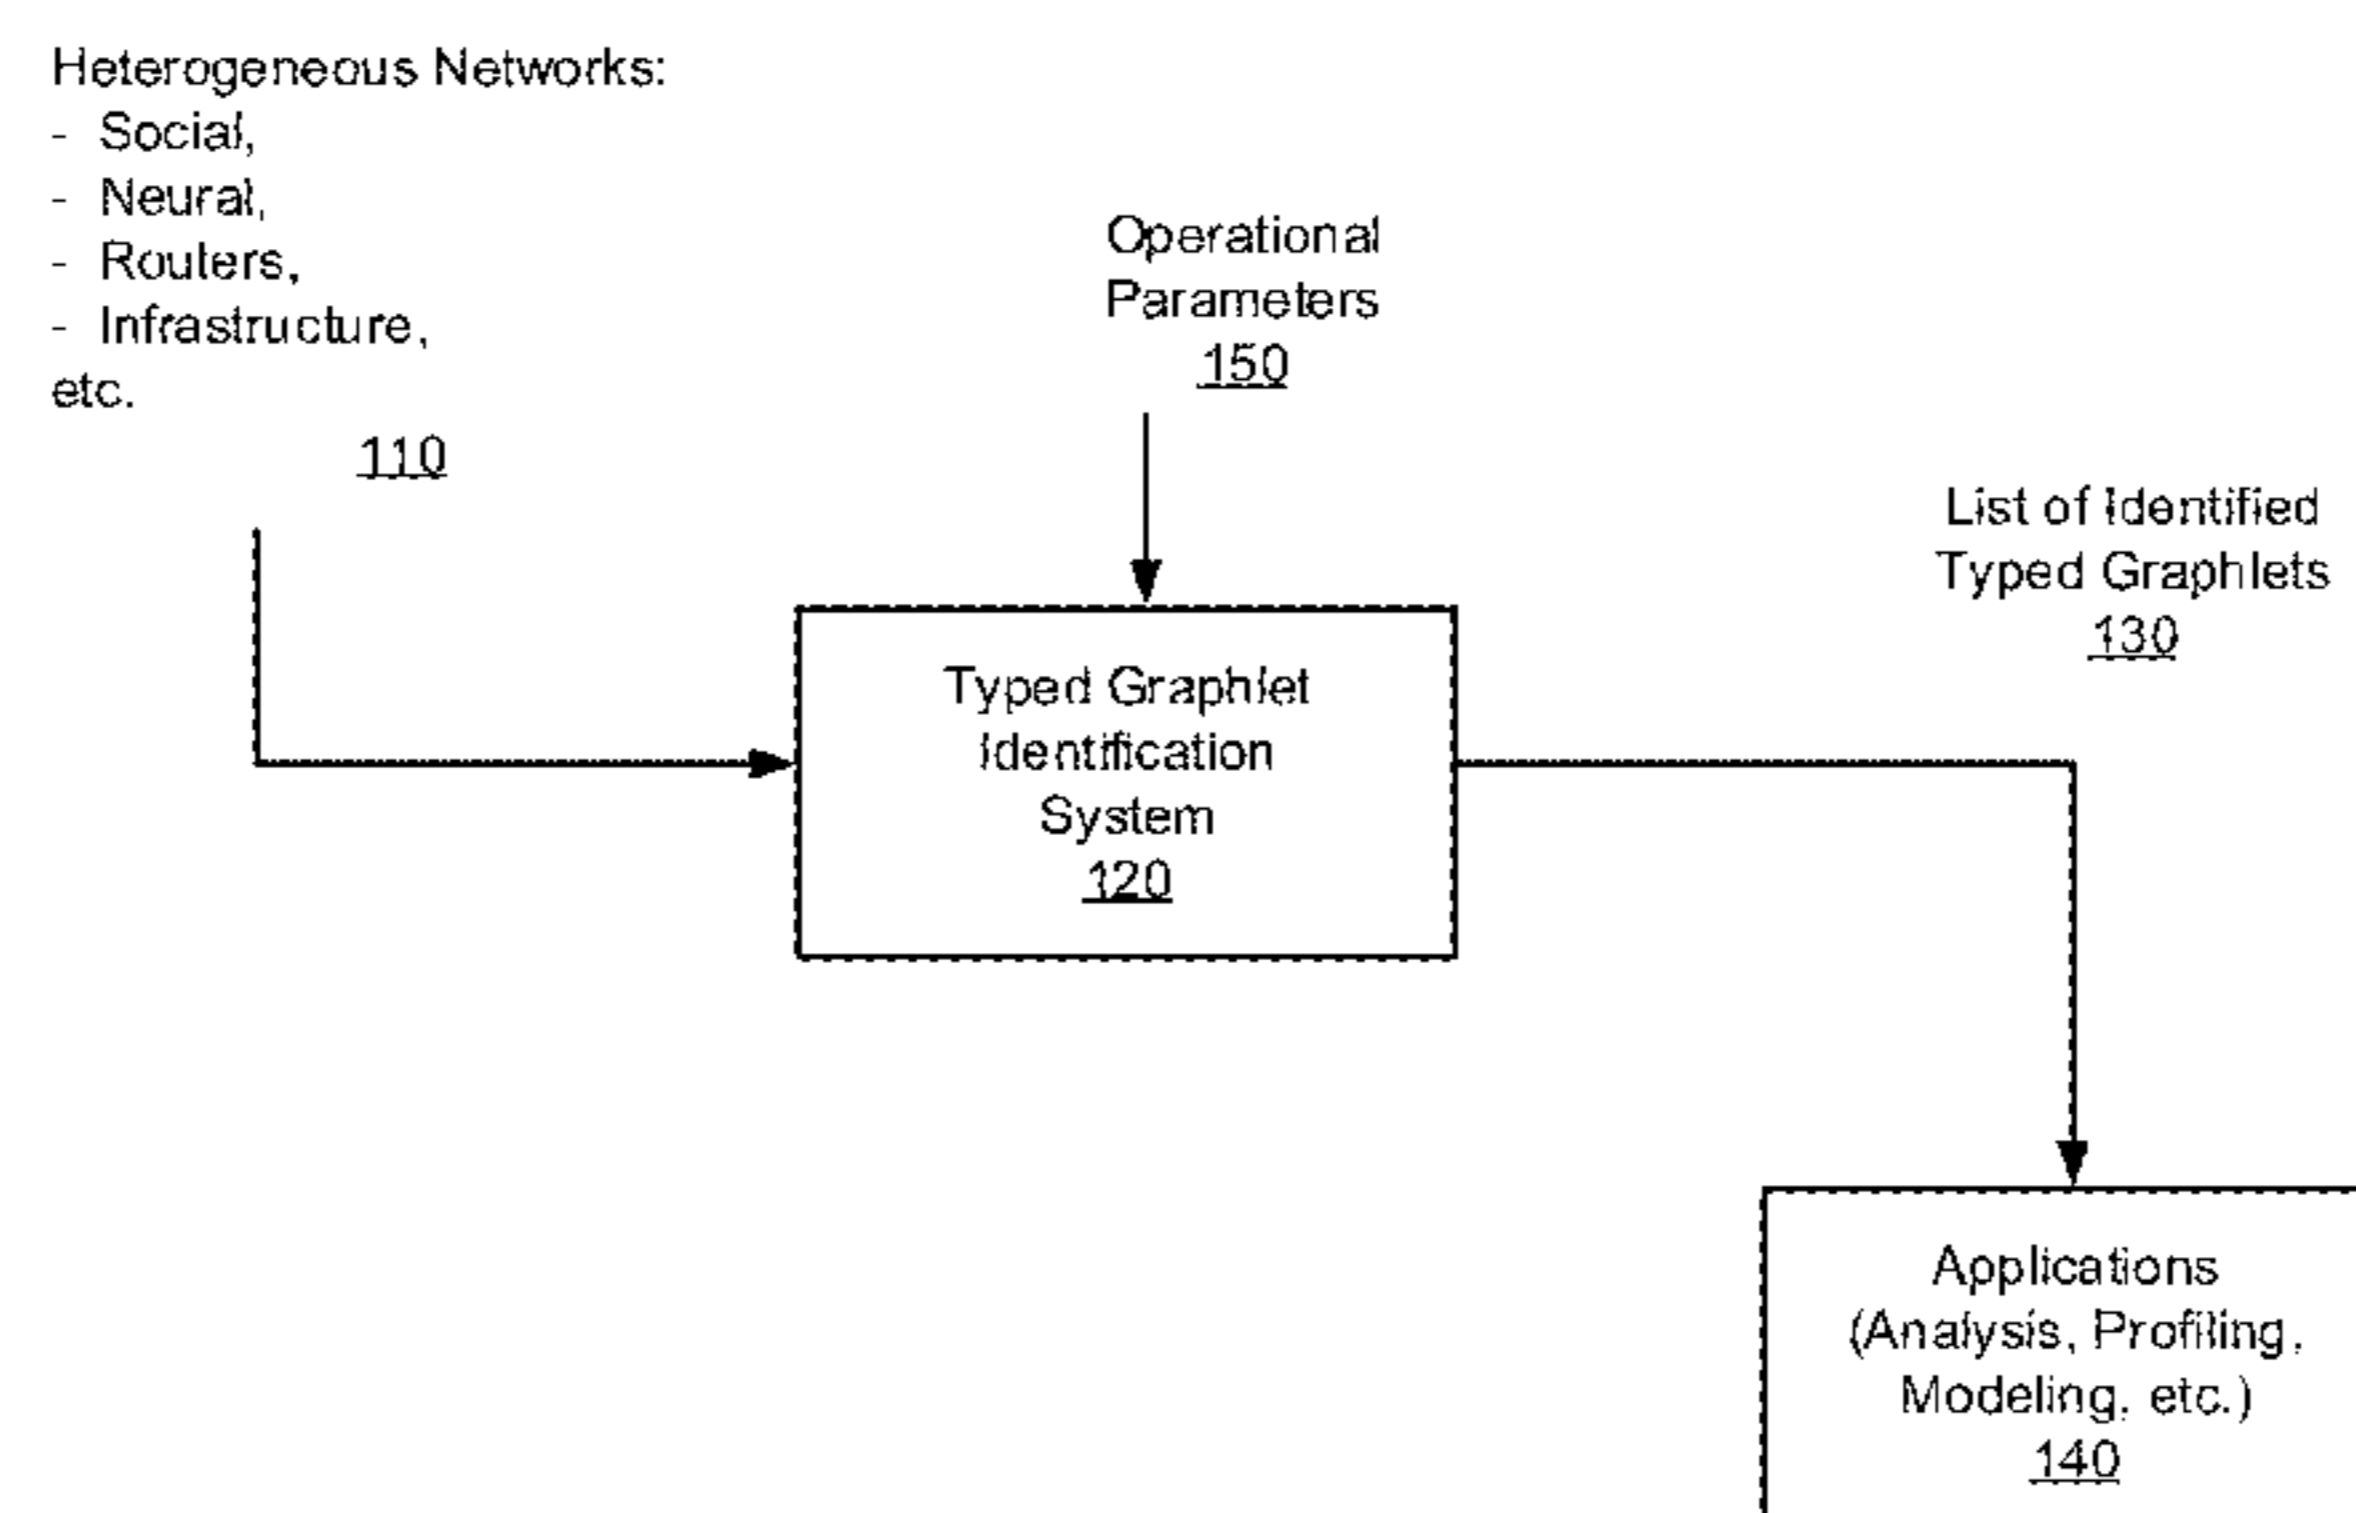 Heterogeneous Networks:
- Social,
- Neural,
- Routers,
- Infrastructure,
etc.
110
Operational
Parameters
150
List of Identified
Typed Graphlets
130
Typed Graphlet
Identification
System
120
Applications
(Analysis, Profiling,
Modeling, etc.)
140